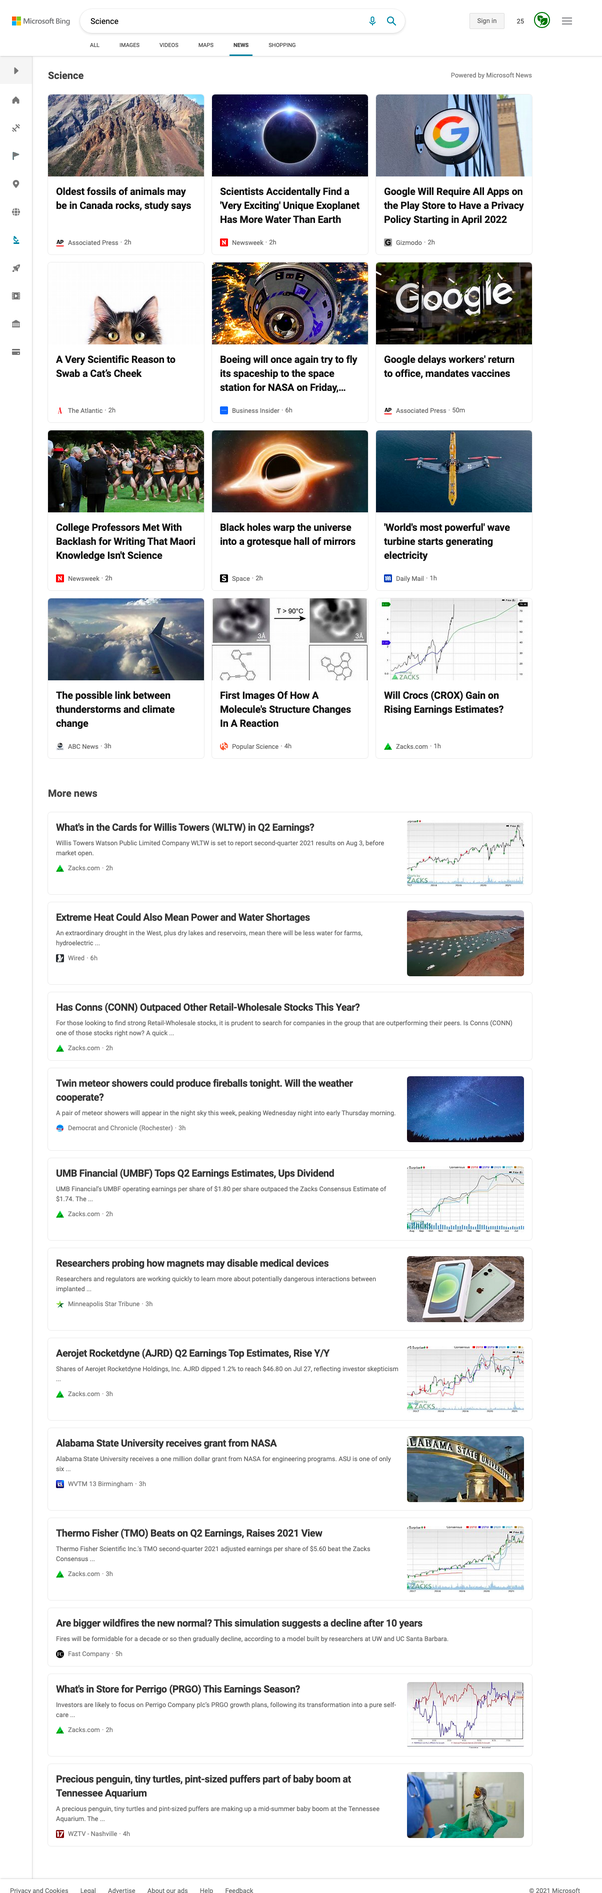 Microsoft Bing
Science
Sign in
25
ALL IMAGES VIDEOS MAPS NEWS SHOPPING
Science
Powered by Microsoft News
Oldest fossils of animals may
be in Canada rocks, study says
AP Associated Press · 2h
Scientists Accidentally Find a
'Very Exciting' Unique Exoplanet
Has More Water Than Earth
N Newsweek · 2h
Google Will Require All Apps on
the Play Store to Have a Privacy
Policy Starting in April 2022
G Gizmodo · 2h
A Very Scientific Reason to
Swab a Cat's Cheek
The Atlantic · 2h
Boeing will once again try to fly
its spaceship to the space
station for NASA on Friday,...
Business Insider · 6h
Google
Google delays workers' return
to office, mandates vaccines
AP Associated Press · 50m
College Professors Met With
Backlash for Writing That Maori
Knowledge Isn't Science
N Newsweek · 2h
Black holes warp the universe
into a grotesque hall of mirrors
S Space · 2h
'World's most powerful' wave
turbine starts generating
electricity
Daily Mail · 1h
The possible link between
thunderstorms and climate
change
ABC News · 3h
T > 90°C
3Å
3Å
First Images Of How A
Molecule's Structure Changes
In A Reaction
Popular Science · 4h
ZACKS
Will Crocs (CROX) Gain on
Rising Earnings Estimates?
Zacks.com · 1h
More news
What's in the Cards for Willis Towers (WLTW) in Q2 Earnings?
Willis Towers Watson Public Limited Company WLTW is set to report second-quarter 2021 results on Aug 3, before
market open.
Zacks.com · 2h
ZACKS
Extreme Heat Could Also Mean Power and Water Shortages
An extraordinary drought in the West, plus dry lakes and reservoirs, mean there will be less water for farms,
hydroelectric ...
Wired · 6h
Has Conns (CONN) Outpaced Other Retail-Wholesale Stocks This Year?
For those looking to find strong Retail-Wholesale stocks, it is prudent to search for companies in the group that are outperforming their peers. Is Conns (CONN)
one of those stocks right now? A quick ...
Zacks.com · 2h
Twin meteor showers could produce fireballs tonight. Will the weather
cooperate?
A pair of meteor showers will appear in the night sky this week, peaking Wednesday night into early Thursday morning.
Democrat and Chronicle (Rochester) · 3h
UMB Financial (UMBF) Tops Q2 Earnings Estimates, Ups Dividend
UMB Financial's UMBF operating earnings per share of $1.80 per share outpaced the Zacks Consensus Estimate of
$1.74. The ...
Zacks.com · 2h
Researchers probing how magnets may disable medical devices
Researchers and regulators are working quickly to learn more about potentially dangerous interactions between
implanted ...
Minneapolis Star Tribune · 3h
Aerojet Rocketdyne (AJRD) Q2 Earnings Top Estimates, Rise Y/Y
Shares of Aerojet Rocketdyne Holdings, Inc. AJRD dipped 1.2% to reach $46.80 on Jul 27, reflecting investor skepticism
...
Zacks.com · 3h
ZACKS
Alabama State University receives grant from NASA
Alabama State University receives a one million dollar grant from NASA for engineering programs. ASU is one of only
six ...
WVTM 13 Birmingham · 3h
LABAMA STATE UNIVERSIT
Thermo Fisher (TMO) Beats on Q2 Earnings, Raises 2021 View
Thermo Fisher Scientific Inc.'s TMO second-quarter 2021 adjusted earnings per share of $5.60 beat the Zacks
Consensus ...
Zacks.com · 3h
ZACKS
Are bigger wildfires the new normal? This simulation suggests a decline after 10 years
Fires will be formidable for a decade or so then gradually decline, according to a model built by researchers at UW and UC Santa Barbara.
FC Fast Company · 5h
What's in Store for Perrigo (PRGO) This Earnings Season?
Investors are likely to focus on Perrigo Company plc's PRGO growth plans, following its transformation into a pure self-
care ...
Zacks.com · 2h
Precious penguin, tiny turtles, pint-sized puffers part of baby boom at
Tennessee Aquarium
A precious penguin, tiny turtles and pint-sized puffers are making up a mid-summer baby boom at the Tennessee
Aquarium. The ...
17 WZTV - Nashville · 4h
Privacy and Cookies Legal Advertise About our ads Help Feedback
© 2021 Microsoft